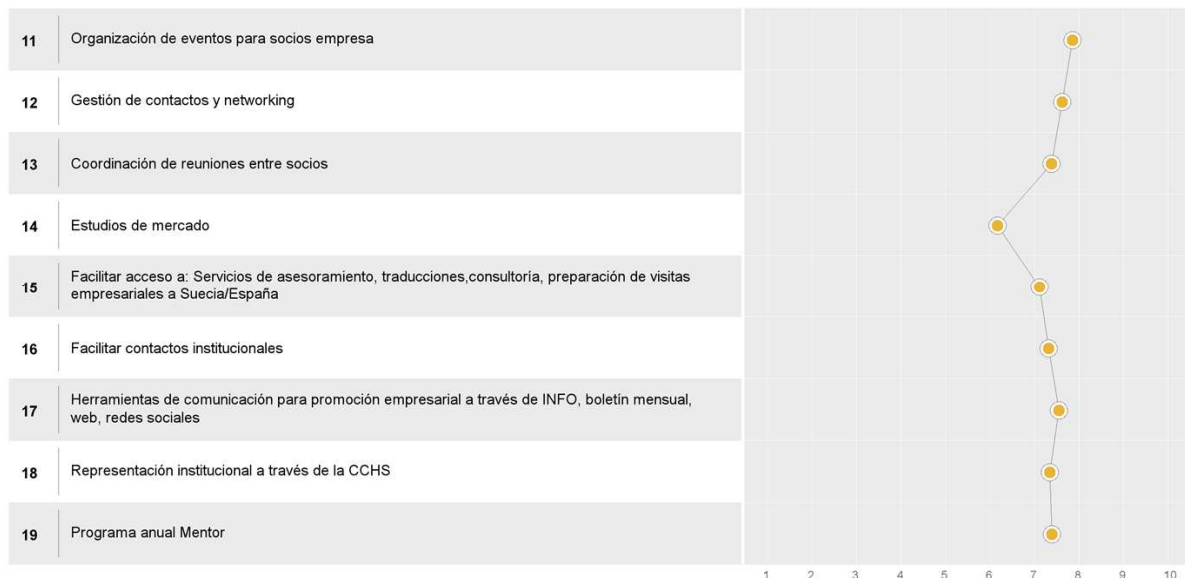 11 Organización de eventos para socios empresa
12 Gestión de contactos y networking
13 Coordinación de reuniones entre socios
14 Estudios de mercado
15 Facilitar acceso a: Servicios de asesoramiento, traducciones,consultoría, preparación de visitas
empresariales a Suecia/España
16 Facilitar contactos institucionales
17 Herramientas de comunicación para promoción empresarial a través de INFO, boletín mensual,
web, redes sociales
18 Representación institucional a través de la CCHS
19 Programa anual Mentor
1 2 3 4 5 6 7 8 9 10